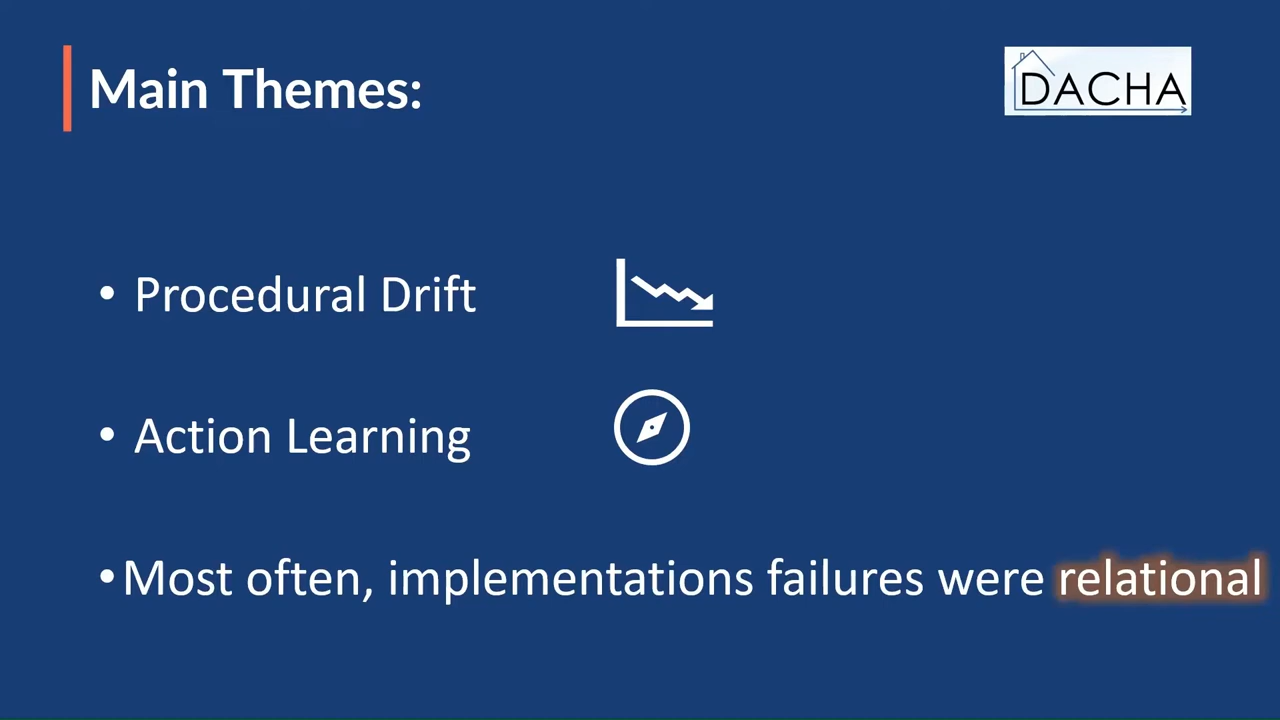 Main Themes:
DACHA
• Procedural Drift
• Action Learning
• Most often, implementations failures were relational